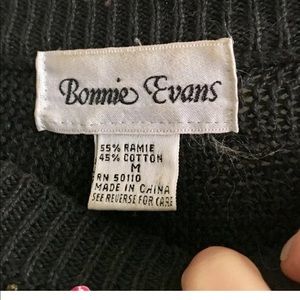 Bonnie Evans
55% RAMIE
45% COTTON
M
RN 50110
MADE IN CHINA
SEE REVERSE FOR CARE